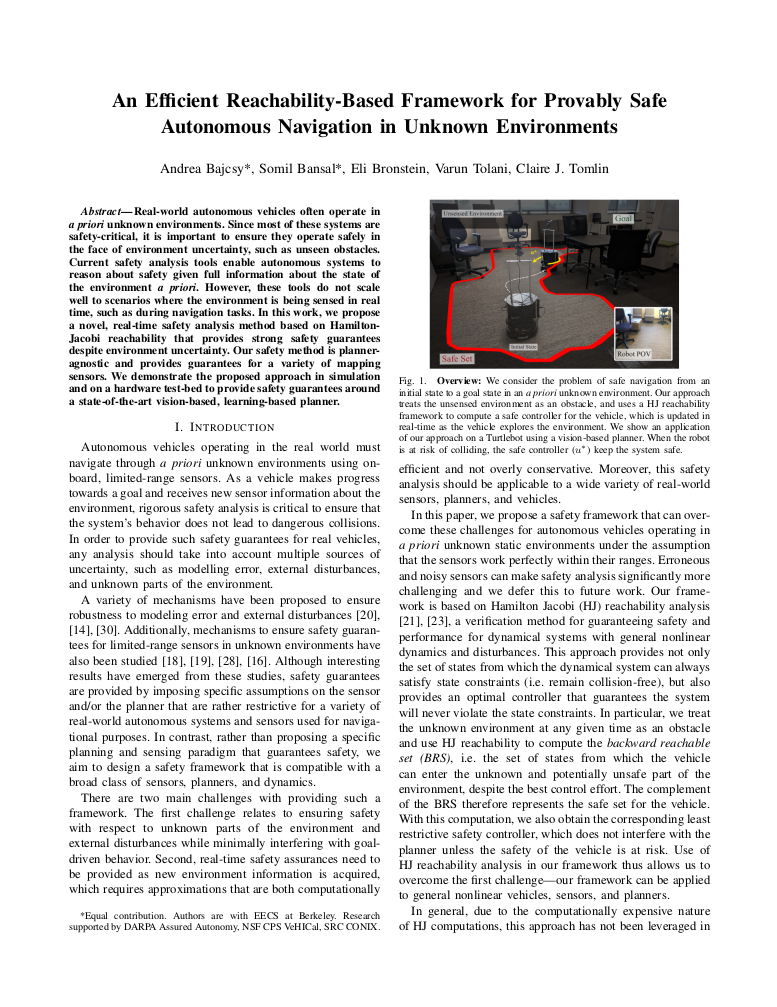 An Efficient Reachability-Based Framework for Provably Safe
Autonomous Navigation in Unknown Environments
Andrea Bajcsy*, Somil Bansal*, Eli Bronstein, Varun Tolani, Claire J. Tomlin
Abstract—Real-world autonomous vehicles often operate in
a priori unknown environments. Since most of these systems are
safety-critical, it is important to ensure they operate safely in
the face of environment uncertainty, such as unseen obstacles.
Current safety analysis tools enable autonomous systems to
reason about safety given full information about the state of
the environment a priori. However, these tools do not scale
well to scenarios where the environment is being sensed in real
time, such as during navigation tasks. In this work, we propose
a novel, real-time safety analysis method based on Hamilton-
Jacobi reachability that provides strong safety guarantees
despite environment uncertainty. Our safety method is planner-
agnostic and provides guarantees for a variety of mapping
sensors. We demonstrate the proposed approach in simulation
and on a hardware test-bed to provide safety guarantees around
a state-of-the-art vision-based, learning-based planner.
I. INTRODUCTION
Autonomous vehicles operating in the real world must
navigate through a priori unknown environments using on-
board, limited-range sensors. As a vehicle makes progress
towards a goal and receives new sensor information about the
environment, rigorous safety analysis is critical to ensure that
the system's behavior does not lead to dangerous collisions.
In order to provide such safety guarantees for real vehicles,
any analysis should take into account multiple sources of
uncertainty, such as modelling error, external disturbances,
and unknown parts of the environment.
A variety of mechanisms have been proposed to ensure
robustness to modeling error and external disturbances [20],
[14], [30]. Additionally, mechanisms to ensure safety guaran-
tees for limited-range sensors in unknown environments have
also been studied [18], [19], [28], [16]. Although interesting
results have emerged from these studies, safety guarantees
are provided by imposing specific assumptions on the sensor
and/or the planner that are rather restrictive for a variety of
real-world autonomous systems and sensors used for naviga-
tional purposes. In contrast, rather than proposing a specific
planning and sensing paradigm that guarantees safety, we
aim to design a safety framework that is compatible with a
broad class of sensors, planners, and dynamics.
There are two main challenges with providing such a
framework. The first challenge relates to ensuring safety
with respect to unknown parts of the environment and
external disturbances while minimally interfering with goal-
driven behavior. Second, real-time safety assurances need to
be provided as new environment information is acquired,
which requires approximations that are both computationally
*Equal contribution. Authors are with EECS at Berkeley. Research
supported by DARPA Assured Autonomy, NSF CPS VeHICal, SRC CONIX.
Unsensed Environment
Goal
Initial State
Safe Set
Robot POV
Fig. 1. Overview: We consider the problem of safe navigation from an
initial state to a goal state in an a priori unknown environment. Our approach
treats the unsensed environment as an obstacle, and uses a HJ reachability
framework to compute a safe controller for the vehicle, which is updated in
real-time as the vehicle explores the environment. We show an application
of our approach on a Turtlebot using a vision-based planner. When the robot
is at risk of colliding, the safe controller (u*) keep the system safe.
efficient and not overly conservative. Moreover, this safety
analysis should be applicable to a wide variety of real-world
sensors, planners, and vehicles.
In this paper, we propose a safety framework that can over-
come these challenges for autonomous vehicles operating in
a priori unknown static environments under the assumption
that the sensors work perfectly within their ranges. Erroneous
and noisy sensors can make safety analysis significantly more
challenging and we defer this to future work. Our frame-
work is based on Hamilton Jacobi (HJ) reachability analysis
[21], [23], a verification method for guaranteeing safety and
performance for dynamical systems with general nonlinear
dynamics and disturbances. This approach provides not only
the set of states from which the dynamical system can always
satisfy state constraints (i.e. remain collision-free), but also
provides an optimal controller that guarantees the system
will never violate the state constraints. In particular, we treat
the unknown environment at any given time as an obstacle
and use HJ reachability to compute the backward reachable
set (BRS), i.e. the set of states from which the vehicle
can enter the unknown and potentially unsafe part of the
environment, despite the best control effort. The complement
of the BRS therefore represents the safe set for the vehicle.
With this computation, we also obtain the corresponding least
restrictive safety controller, which does not interfere with the
planner unless the safety of the vehicle is at risk. Use of
HJ reachability analysis in our framework thus allows us to
overcome the first challenge—our framework can be applied
to general nonlinear vehicles, sensors, and planners.
In general, due to the computationally expensive nature
of HJ computations, this approach has not been leveraged in